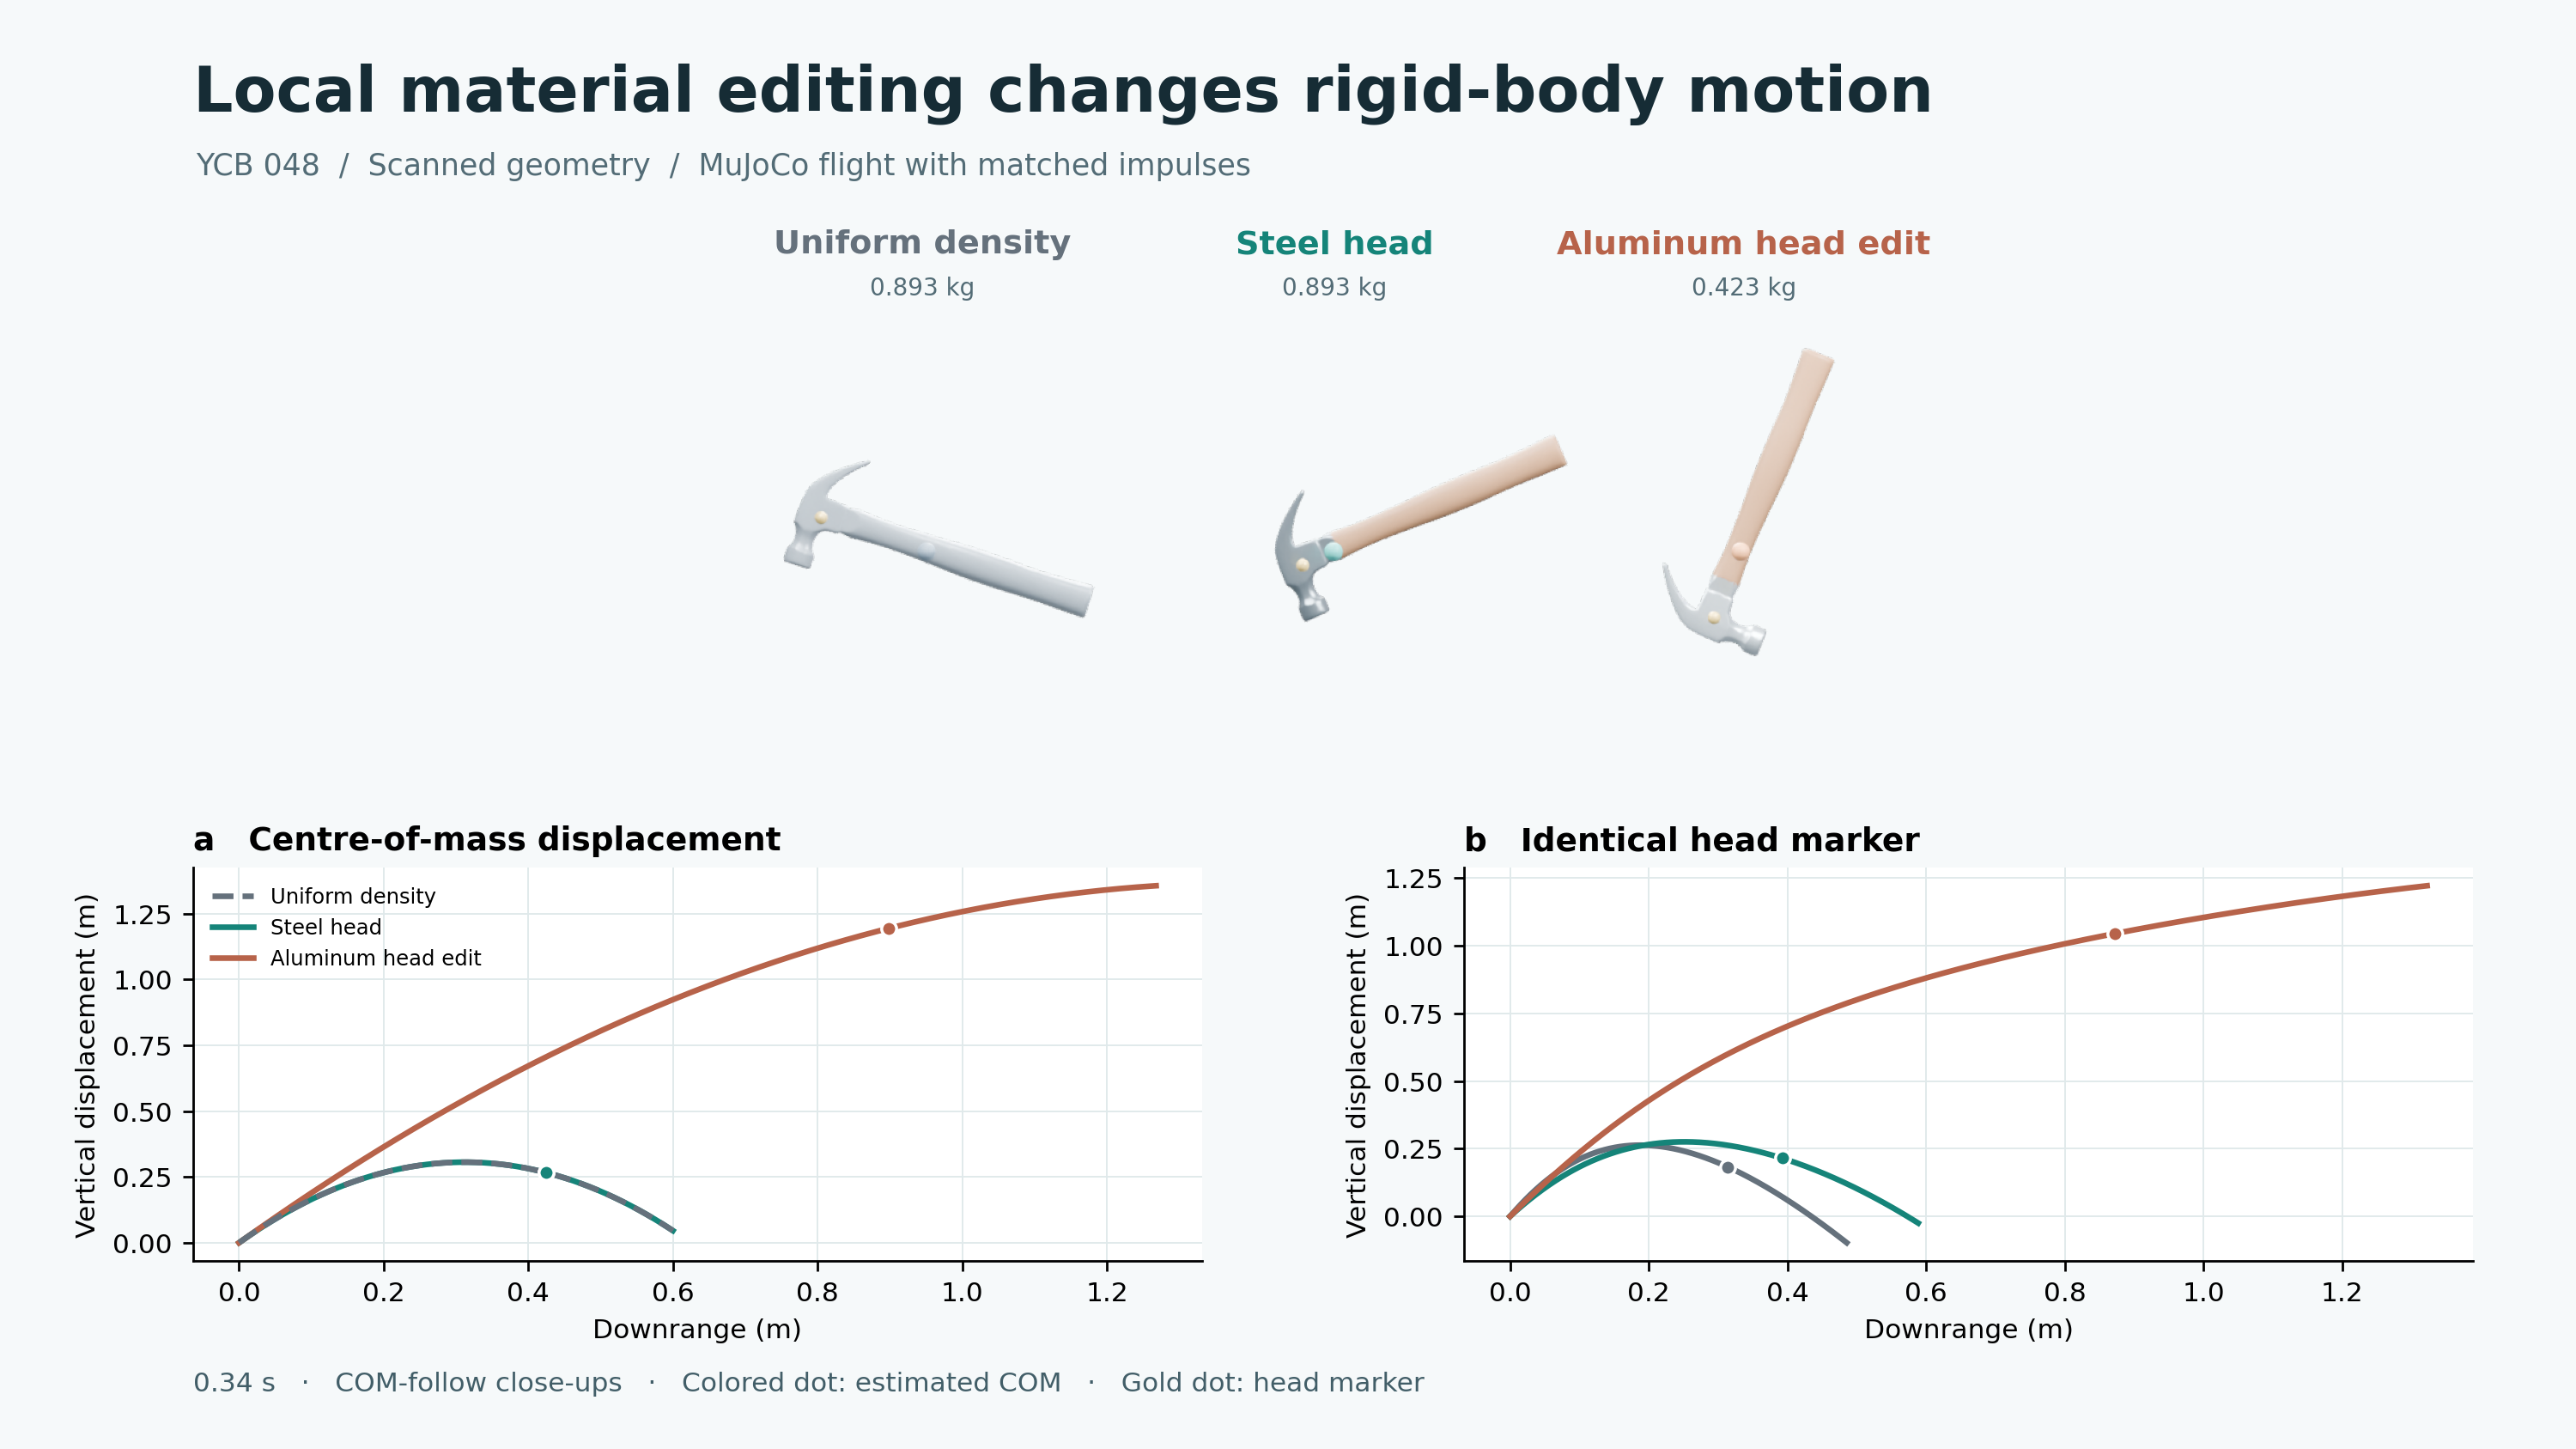 Local material editing changes rigid-body motion
YCB 048 / Scanned geometry / MuJoCo flight with matched impulses
Uniform density
0.893 kg
Steel head
0.893 kg
Aluminum head edit
0.423 kg
a Centre-of-mass displacement
Vertical displacement (m)
1.25
1.00
0.75
0.50
0.25
0.00
Uniform density
Steel head
Aluminum head edit
0.0 0.2 0.4 0.6 0.8 1.0 1.2
Downrange (m)
b Identical head marker
Vertical displacement (m)
1.25
1.00
0.75
0.50
0.25
0.00
0.0 0.2 0.4 0.6 0.8 1.0 1.2
Downrange (m)
0.34 s · COM-follow close-ups · Colored dot: estimated COM · Gold dot: head marker